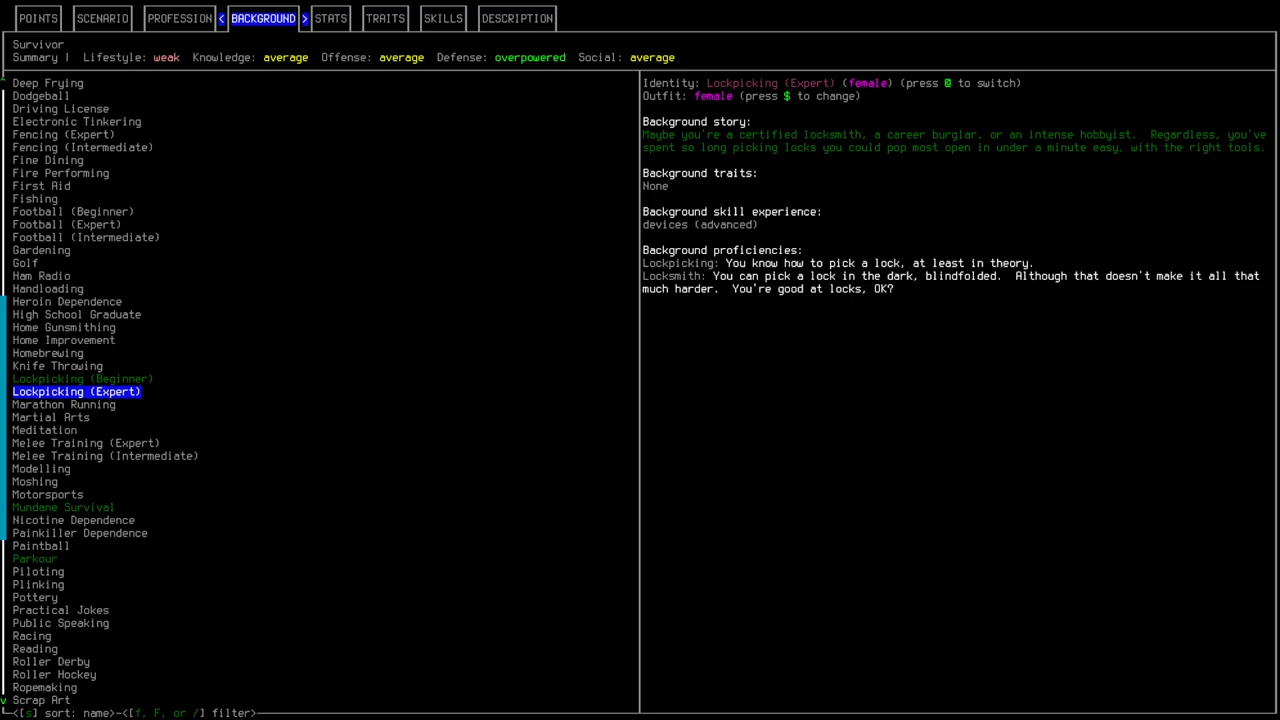 POINTS SCENARIO PROFESSION < BACKGROUND > STATS TRAITS SKILLS DESCRIPTION
Survivor
Summary | Lifestyle: weak Knowledge: average Offense: average Defense: overpowered Social: average
^ Deep Frying
Dodgeball
Driving License
Electronic Tinkering
Fencing (Expert)
Fencing (Intermediate)
Fine Dining
Fire Performing
First Aid
Fishing
Football (Beginner)
Football (Expert)
Football (Intermediate)
Gardening
Golf
Ham Radio
Handloading
Heroin Dependence
High School Graduate
Home Gunsmithing
Home Improvement
Homebrewing
Knife Throwing
Lockpicking (Beginner)
Lockpicking (Expert)
Marathon Running
Martial Arts
Meditation
Melee Training (Expert)
Melee Training (Intermediate)
Modelling
Moshing
Motorsports
Mundane Survival
Nicotine Dependence
Painkiller Dependence
Paintball
Parkour
Piloting
Plinking
Pottery
Practical Jokes
Public Speaking
Racing
Reading
Roller Derby
Roller Hockey
Ropemaking
v Scrap Art
<[s] sort: name>-<[f, F, or /] filter>
Identity: Lockpicking (Expert) (female) (press @ to switch)
Outfit: female (press $ to change)
Background story:
Maybe you're a certified locksmith, a career burglar, or an intense hobbyist. Regardless, you've
spent so long picking locks you could pop most open in under a minute easy, with the right tools.
Background traits:
None
Background skill experience:
devices (advanced)
Background proficiencies:
Lockpicking: You know how to pick a lock, at least in theory.
Locksmith: You can pick a lock in the dark, blindfolded. Although that doesn't make it all that
much harder. You're good at locks, OK?